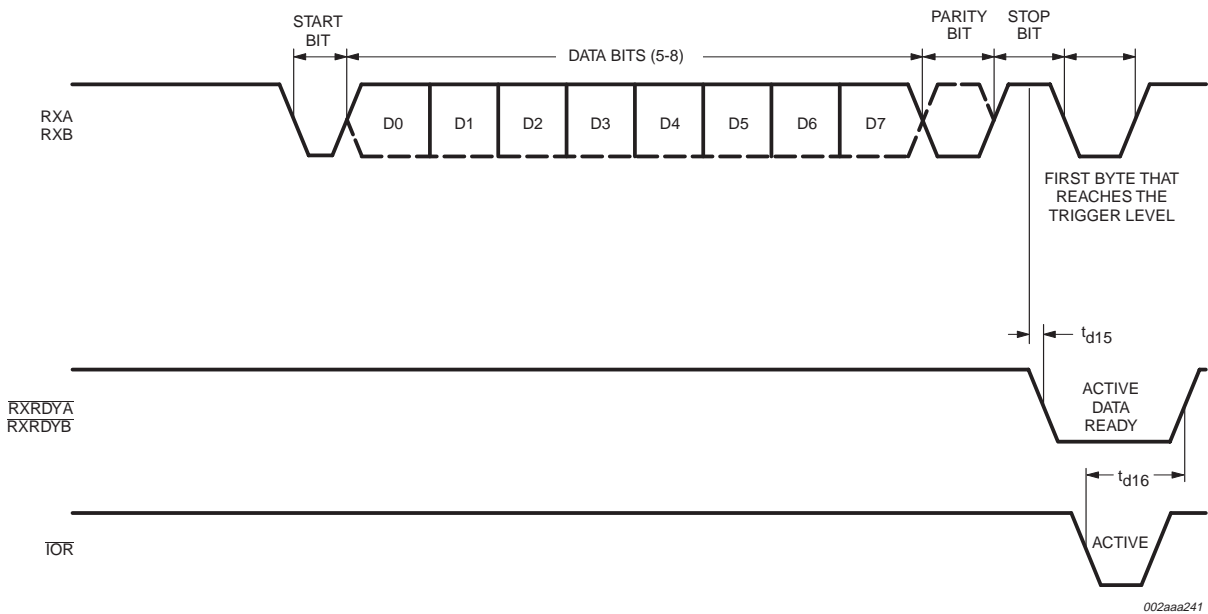 START
BIT
DATA BITS (5-8)
PARITY
BIT
STOP
BIT
RXA
RXB
D0
D1
D2
D3
D4
D5
D6
D7
FIRST BYTE THAT
REACHES THE
TRIGGER LEVEL
td15
RXRDYA
RXRDYB
ACTIVE
DATA
READY
td16
IOR
ACTIVE
002aaa241